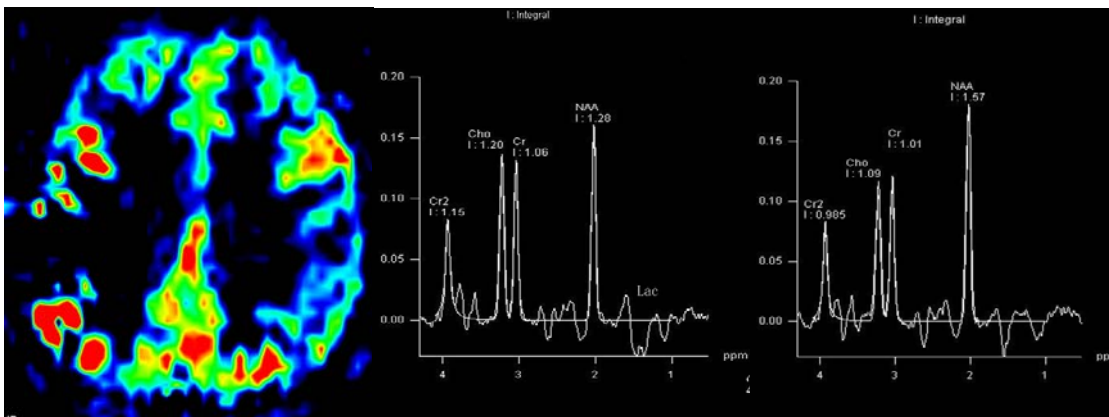 I : Integral
0.20
0.15
0.10
0.05
0.00
Cr2
I : 1.15
Cho
I : 1.20
Cr
I : 1.06
NAA
I : 1.28
Lac
4
3
2
1
ppm
I : Integral
0.20
0.15
0.10
0.05
0.00
Cr2
I : 0.985
Cho
I : 1.09
Cr
I : 1.01
NAA
I : 1.57
4
3
2
1